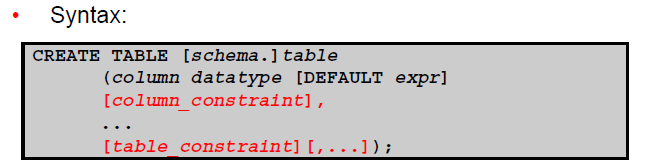 • Syntax:
CREATE TABLE [schema.]table
(column datatype [DEFAULT expr]
[column_constraint],
...
[table_constraint][,...]);